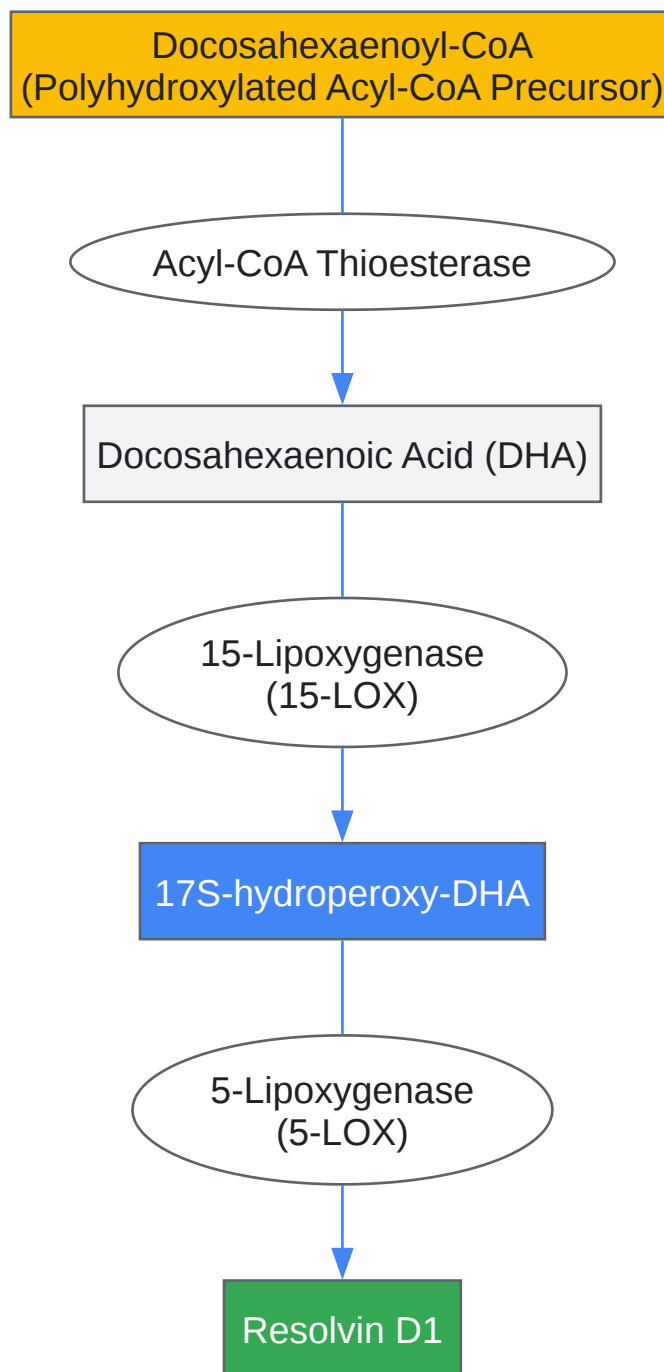 Docosahexaenoyl-CoA
(Polyhydroxylated Acyl-CoA Precursor)
Acyl-CoA Thioesterase
Docosahexaenoic Acid (DHA)
15-Lipoxygenase
(15-LOX)
17S-hydroperoxy-DHA
5-Lipoxygenase
(5-LOX)
Resolvin D1